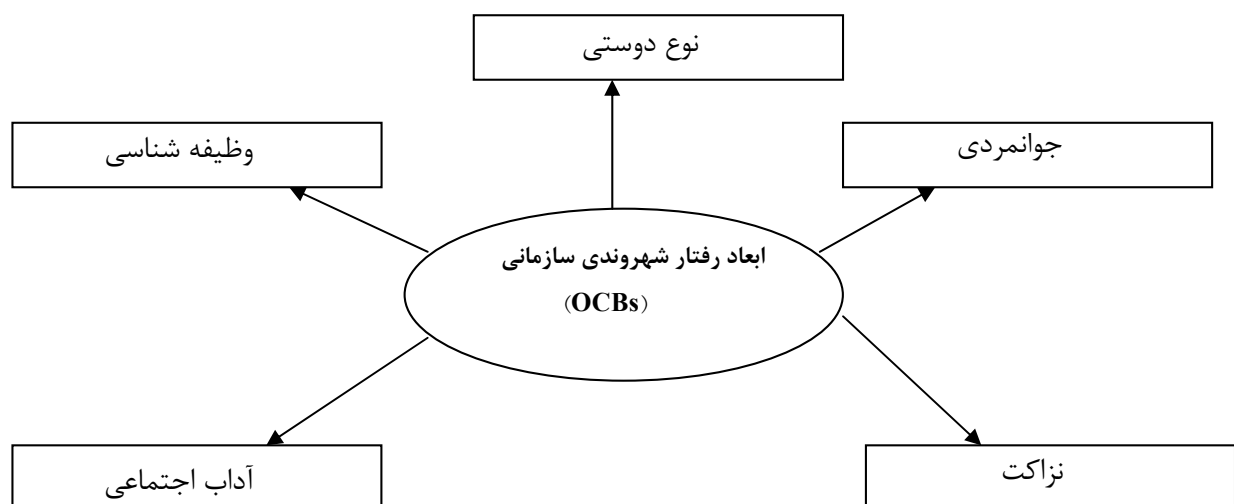 نوع دوستی
جوانمردی
وظیفه شناسی
ابعاد رفتار شهروندی سازمانی
(OCBs)
نزاکت
آداب اجتماعی